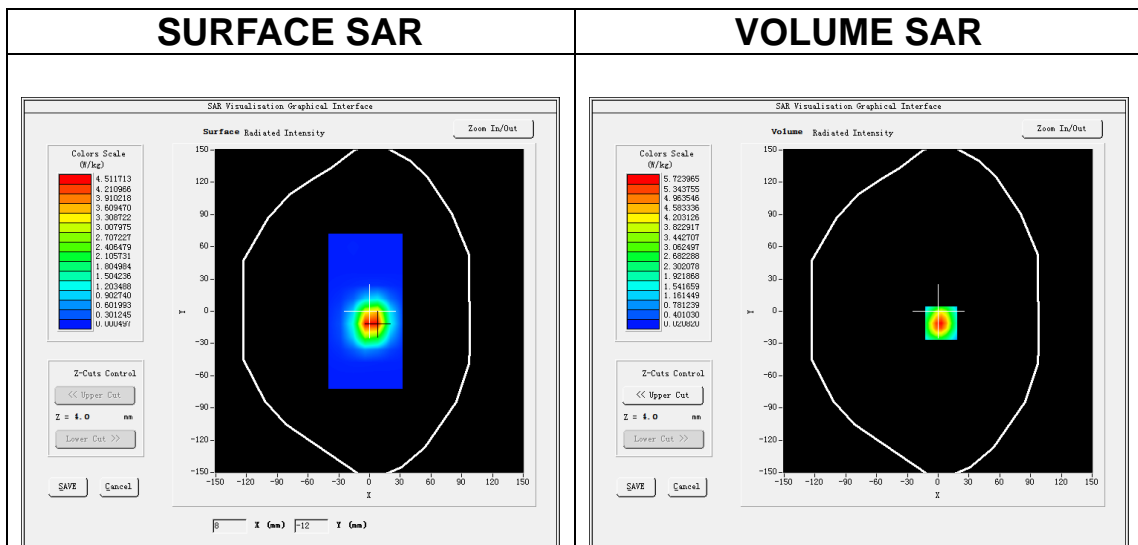 SURFACE SAR
VOLUME SAR
SAR Visualisation Graphical Interface
Surface Radiated Intensity
Zoom In/Out
Colors Scale
(W/kg)
4.511713
4.210966
3.910218
3.609470
3.308722
3.007975
2.707227
2.406479
2.105731
1.804984
1.504236
1.203488
0.902740
0.601993
0.301245
0.000497
Z-Cuts Control
<< Upper Cut
Z = 4.0 mm
Lower Cut >>
SAVE
Cancel
150
120
90
60
30
0
-30
-60
-90
-120
-150
Y
-150 -120 -90 -60 -30 0 30 60 90 120 150
X
8 X (mm) -12 Y (mm)
SAR Visualisation Graphical Interface
Volume Radiated Intensity
Zoom In/Out
Colors Scale
(W/kg)
5.723965
5.343755
4.963546
4.583336
4.203126
3.822917
3.442707
3.062497
2.682288
2.302078
1.921868
1.541659
1.161449
0.781239
0.401030
0.020820
Z-Cuts Control
<< Upper Cut
Z = 4.0 mm
Lower Cut >>
SAVE
Cancel
150
120
90
60
30
0
-30
-60
-90
-120
-150
Y
-150 -120 -90 -60 -30 0 30 60 90 120 150
X